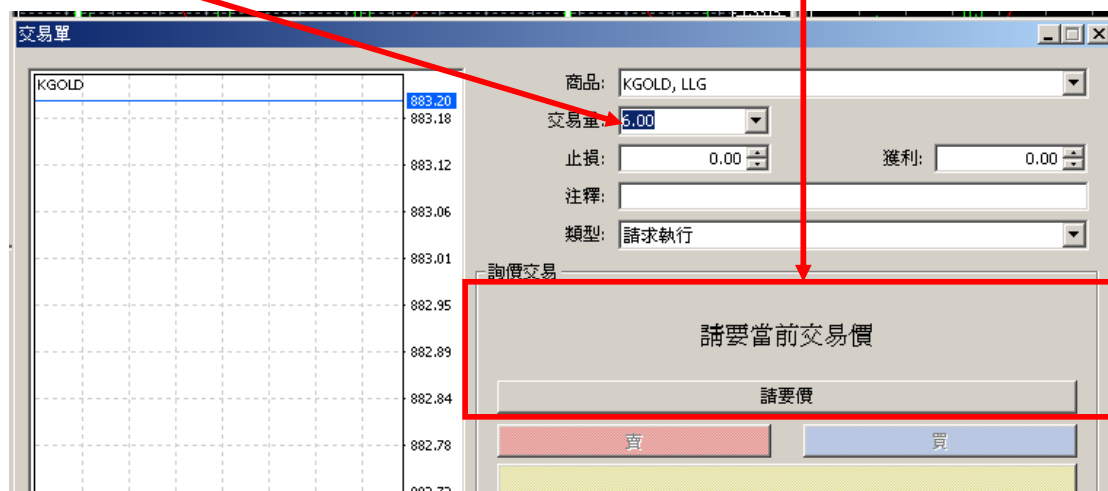 交易單
KGOLD
883.20
883.18
883.12
883.06
883.01
882.95
882.89
882.84
882.78
商品: KGOLD, LLG
交易量: 6.00
止損: 0.00 獲利: 0.00
注釋:
類型: 請求執行
詢價交易
請要當前交易價
請要價
賣 買